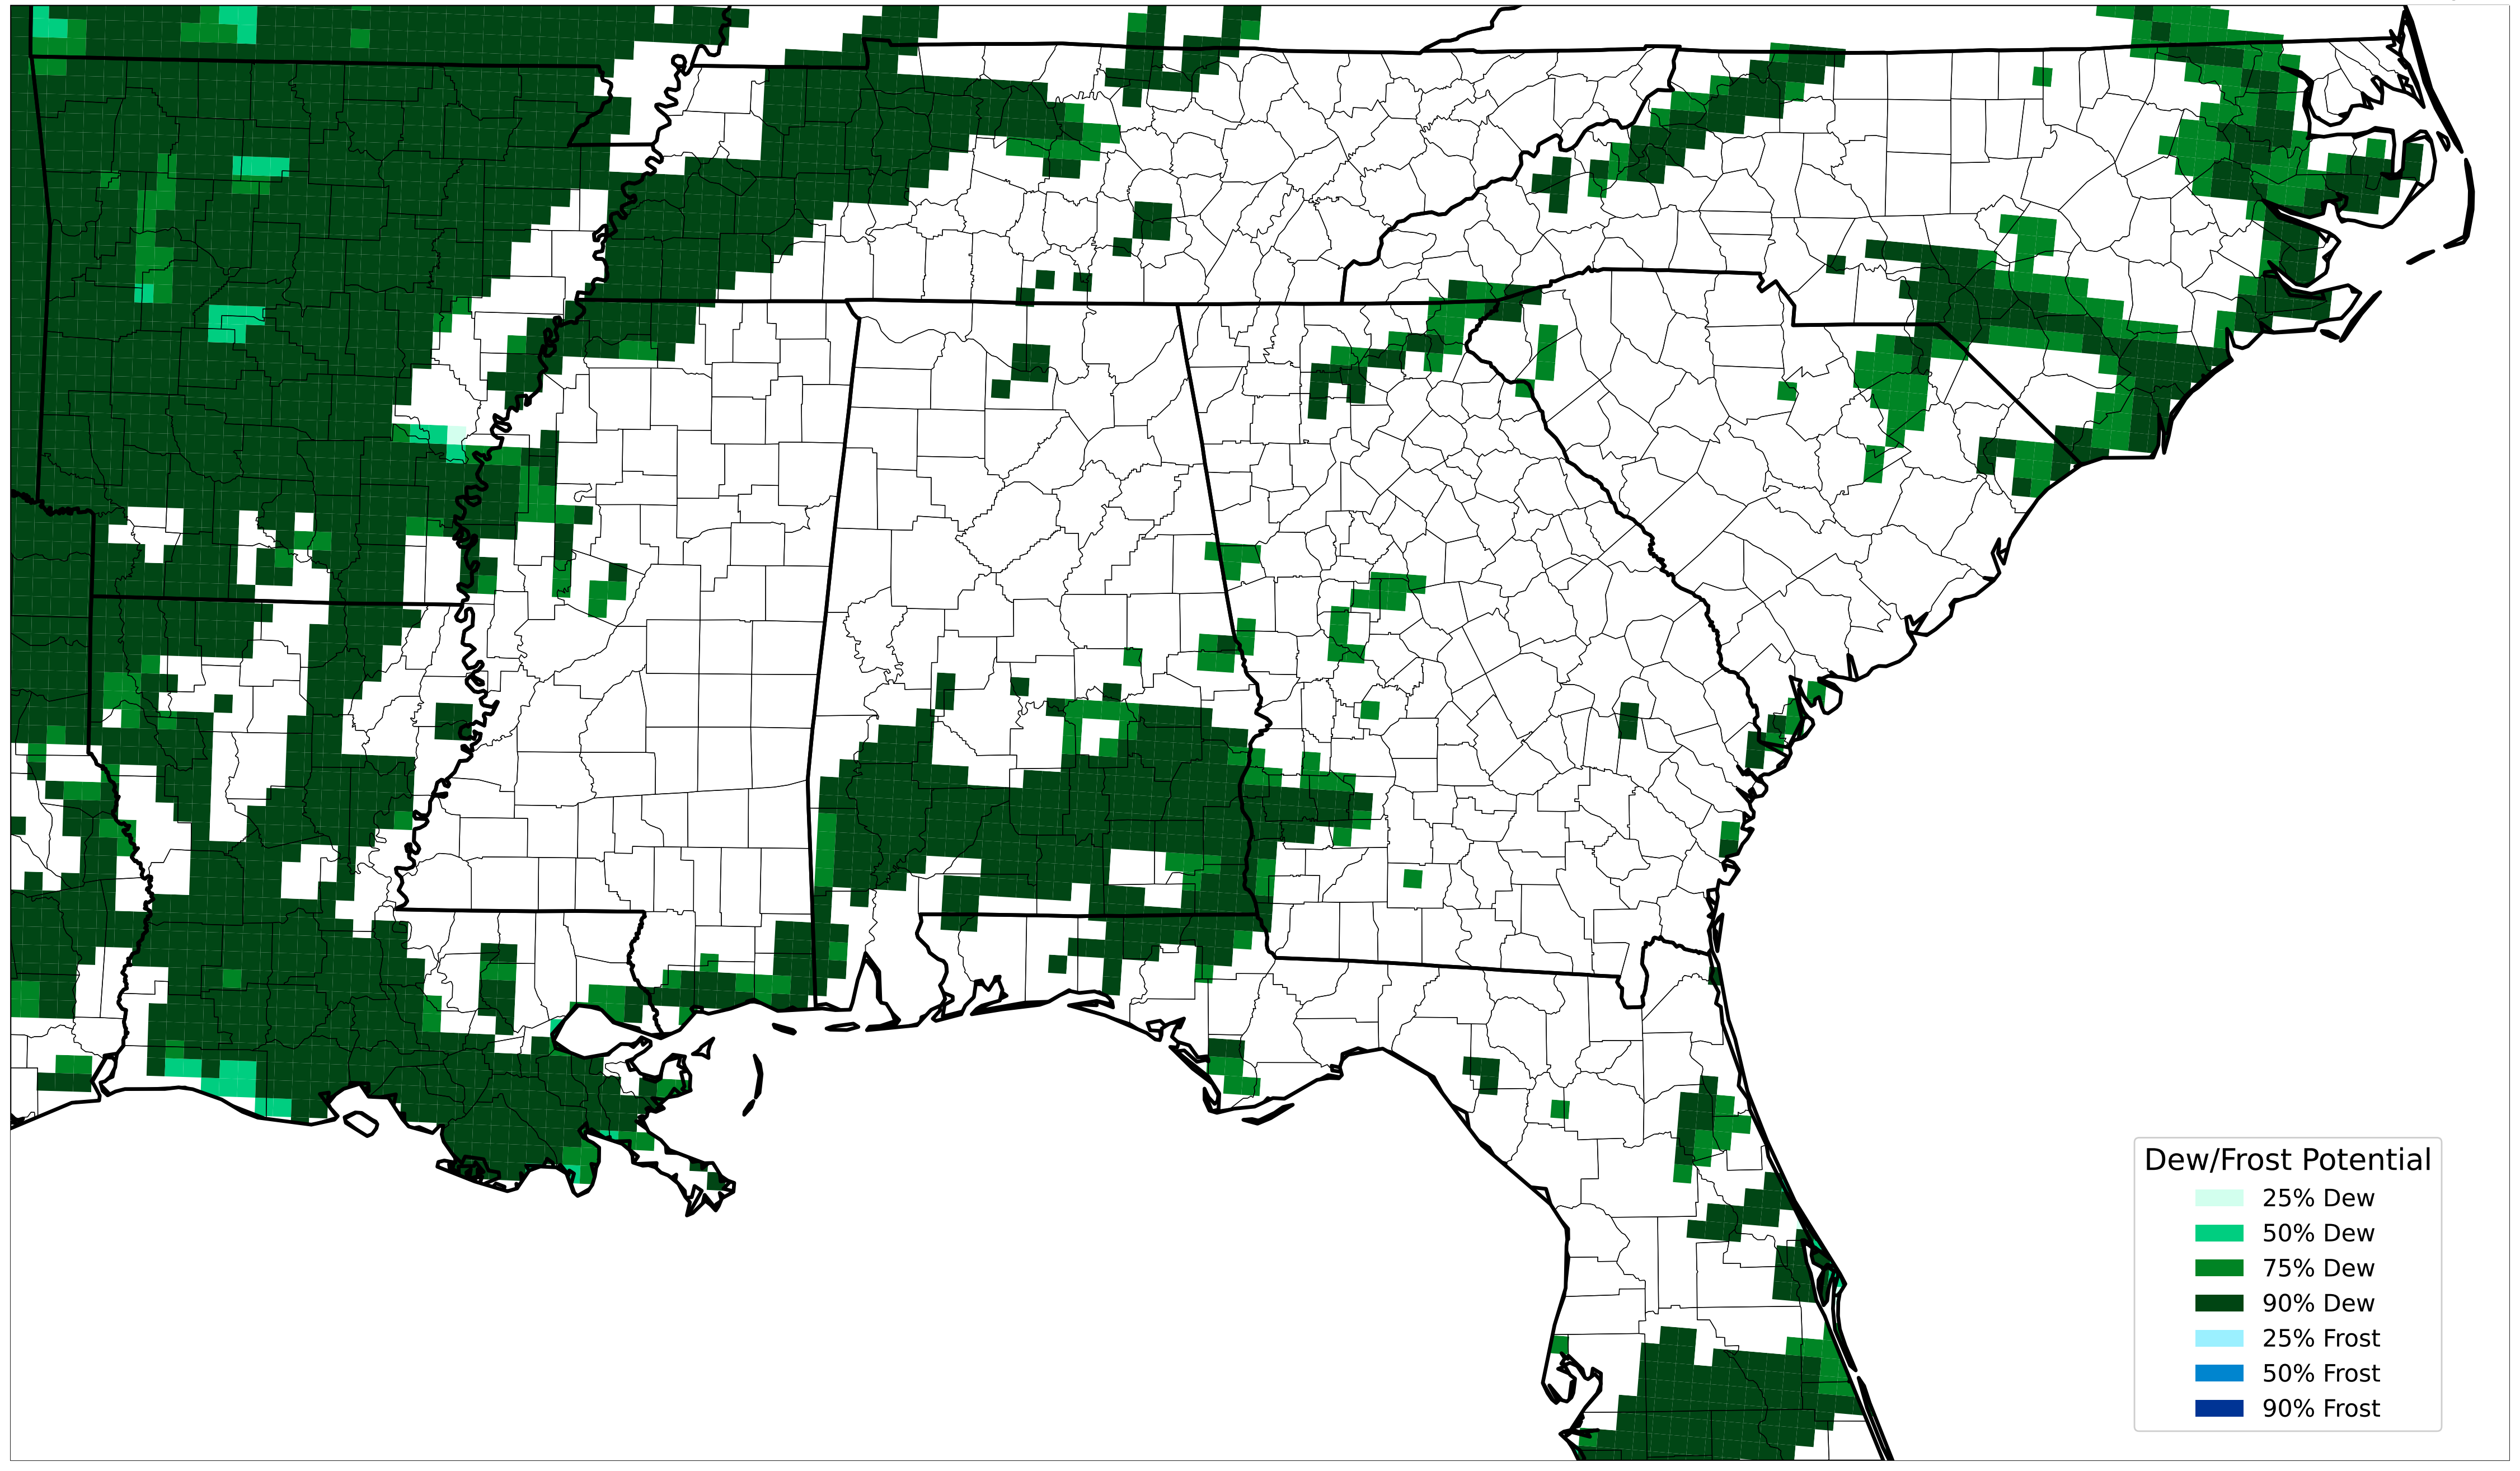 Dew/Frost Potential
25% Dew
50% Dew
75% Dew
90% Dew
25% Frost
50% Frost
90% Frost